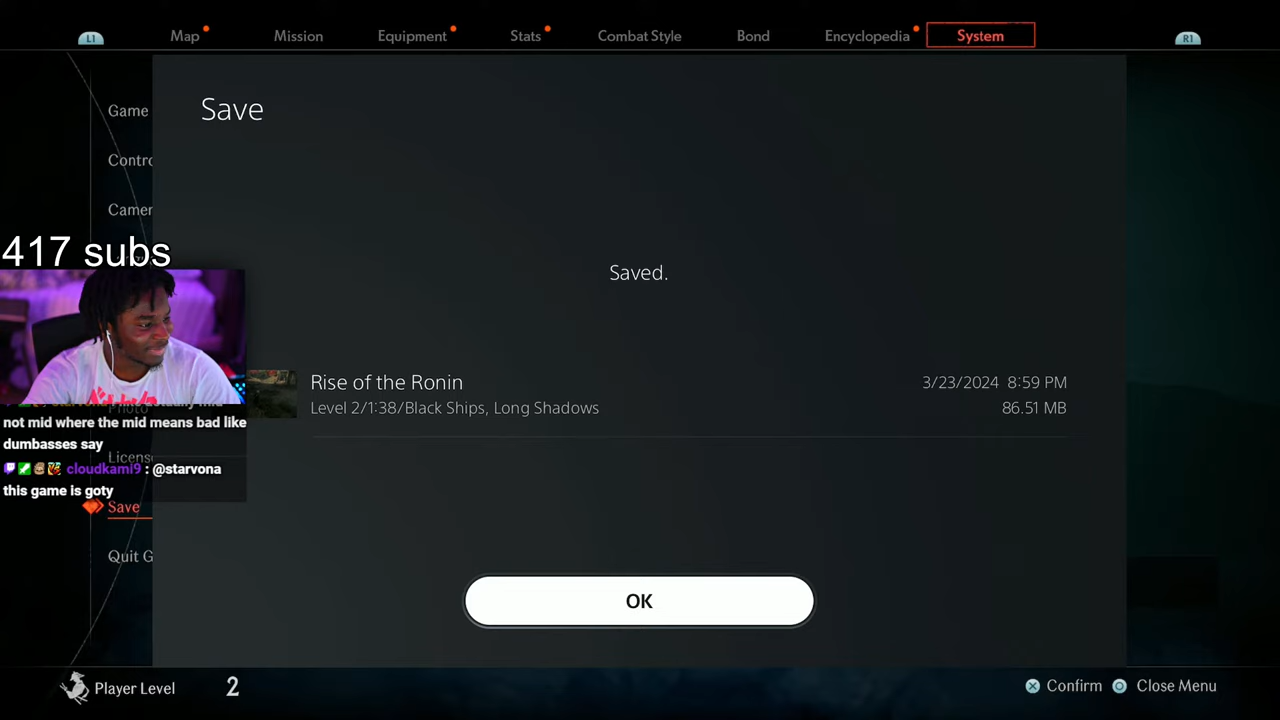 L1
Map
Mission
Equipment
Stats
Combat Style
Bond
Encyclopedia
System
R1
Game
Contro
Camer
Save
Saved.
417 subs
Rise of the Ronin
3/23/2024 8:59 PM
Level 2/1:38/Black Ships, Long Shadows
86.51 MB
not mid where the mid means bad like
dumbasses say
License
cloudkami9 : @starvona
this game is goty
Save
Quit G
OK
Player Level 2
Confirm
Close Menu